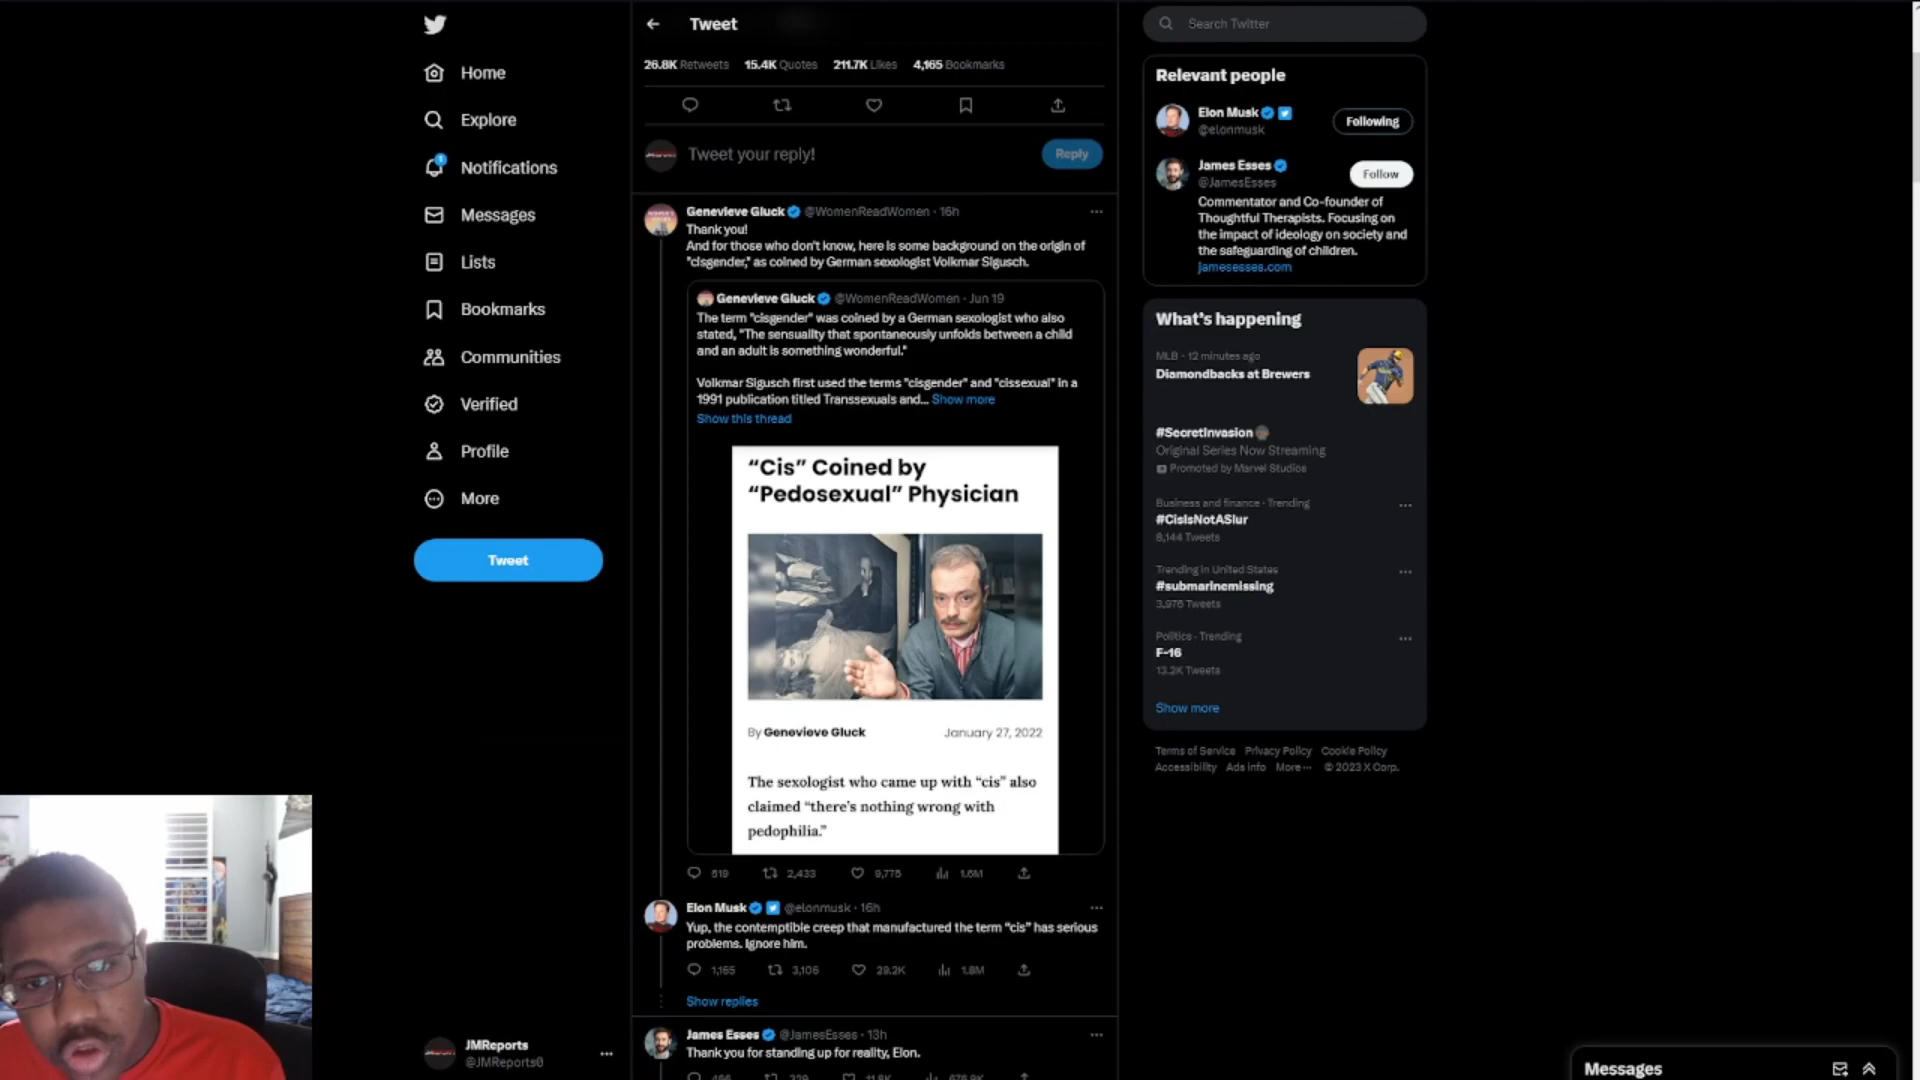 Tweet
Search Twitter
Home
Explore
Notifications
Messages
Lists
Bookmarks
Communities
Verified
Profile
More
Tweet
JMReports
@JMReports0
26.8K Retweets 15.4K Quotes 211.7K Likes 4,165 Bookmarks
Tweet your reply!
Reply
Genevieve Gluck @WomenReadWomen · 16h
Thank you!
And for those who don't know, here is some background on the origin of
"cisgender," as coined by German sexologist Volkmar Sigusch.
Genevieve Gluck @WomenReadWomen · Jun 19
The term "cisgender" was coined by a German sexologist who also
stated, "The sensuality that spontaneously unfolds between a child
and an adult is something wonderful."
Volkmar Sigusch first used the terms "cisgender" and "cissexual" in a
1991 publication titled Transsexuals and... Show more
Show this thread
“Cis” Coined by
“Pedosexual” Physician
By Genevieve Gluck
January 27, 2022
The sexologist who came up with “cis” also
claimed “there’s nothing wrong with
pedophilia.”
519 2,433 9,775 1.6M
Elon Musk @elonmusk · 16h
Yup, the contemptible creep that manufactured the term “cis” has serious
problems. Ignore him.
1,165 3,106 29.2K 1.8M
Show replies
James Esses @JamesEsses · 13h
Thank you for standing up for reality, Elon.
Relevant people
Elon Musk
@elonmusk
Following
James Esses
@JamesEsses
Follow
Commentator and Co-founder of
Thoughtful Therapists. Focusing on
the impact of ideology on society and
the safeguarding of children.
jamesesses.com
What’s happening
MLB · 12 minutes ago
Diamondbacks at Brewers
#SecretInvasion
Original Series Now Streaming
Promoted by Marvel Studios
Business and finance · Trending
#CisIsNotASlur
8,144 Tweets
Trending in United States
#submarinemissing
3,976 Tweets
Politics · Trending
F-16
13.2K Tweets
Show more
Terms of Service Privacy Policy Cookie Policy
Accessibility Ads info More ··· © 2023 X Corp.
Messages